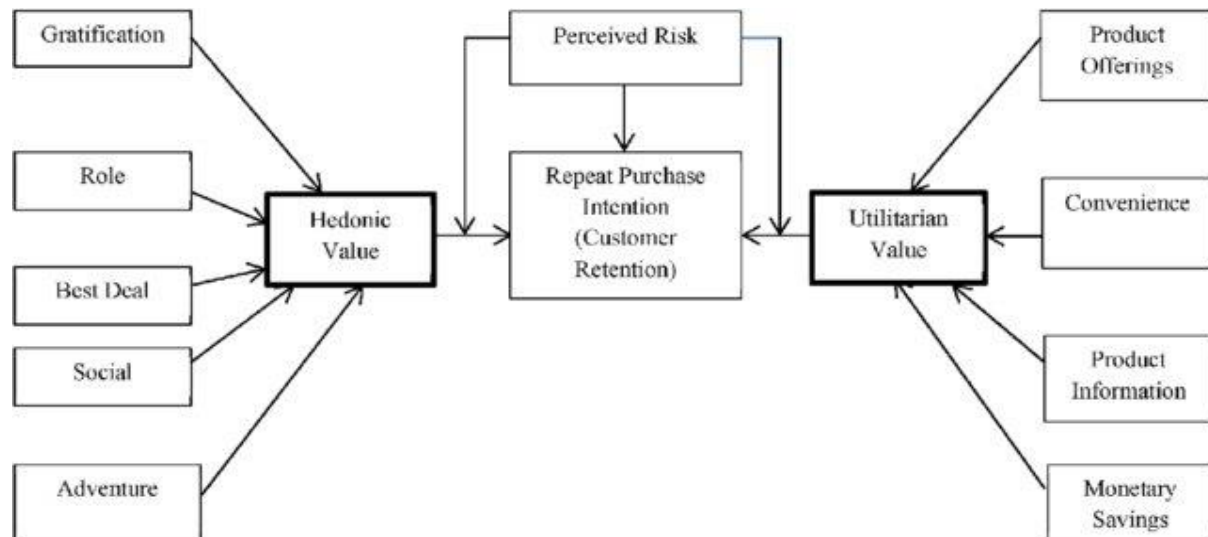 Gratification
Role
Best Deal
Social
Adventure
Hedonic
Value
Perceived Risk
Repeat Purchase
Intention
(Customer
Retention)
Utilitarian
Value
Product
Offerings
Convenience
Product
Information
Monetary
Savings